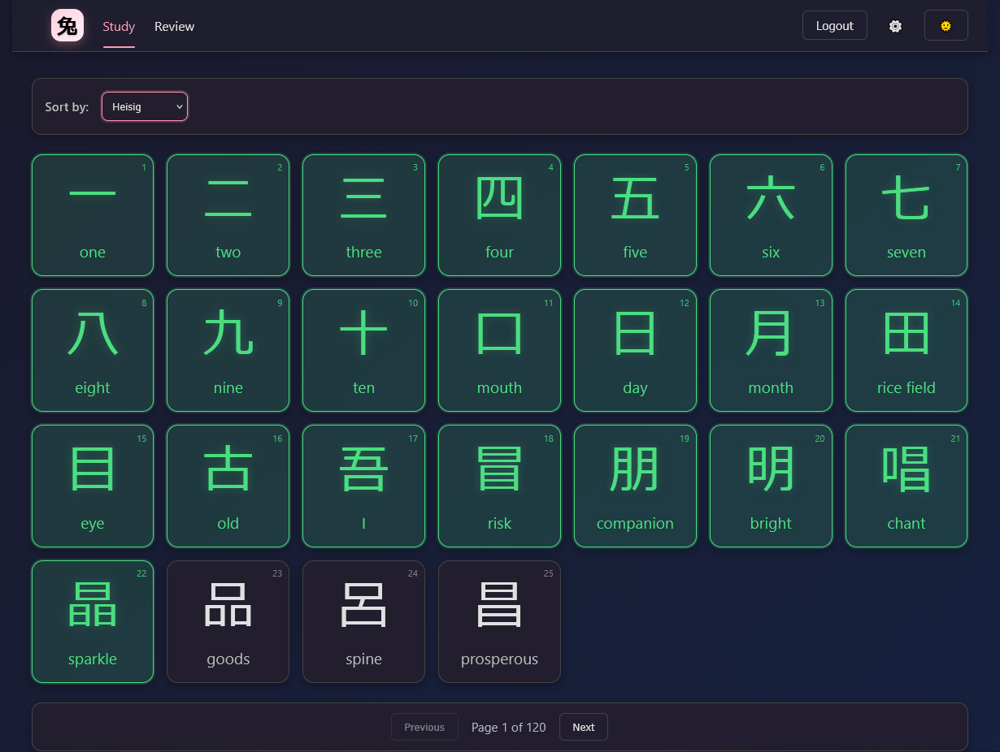 兔 Study Review Logout
Sort by: Heisig
1 2 3 4 5 6 7
一 二 三 四 五 六 七
one two three four five six seven
8 9 10 11 12 13 14
八 九 十 口 日 月 田
eight nine ten mouth day month rice field
15 16 17 18 19 20 21
目 古 吾 冒 朋 明 唱
eye old I risk companion bright chant
22 23 24 25
晶 品 呂 昌
sparkle goods spine prosperous
Previous Page 1 of 120 Next